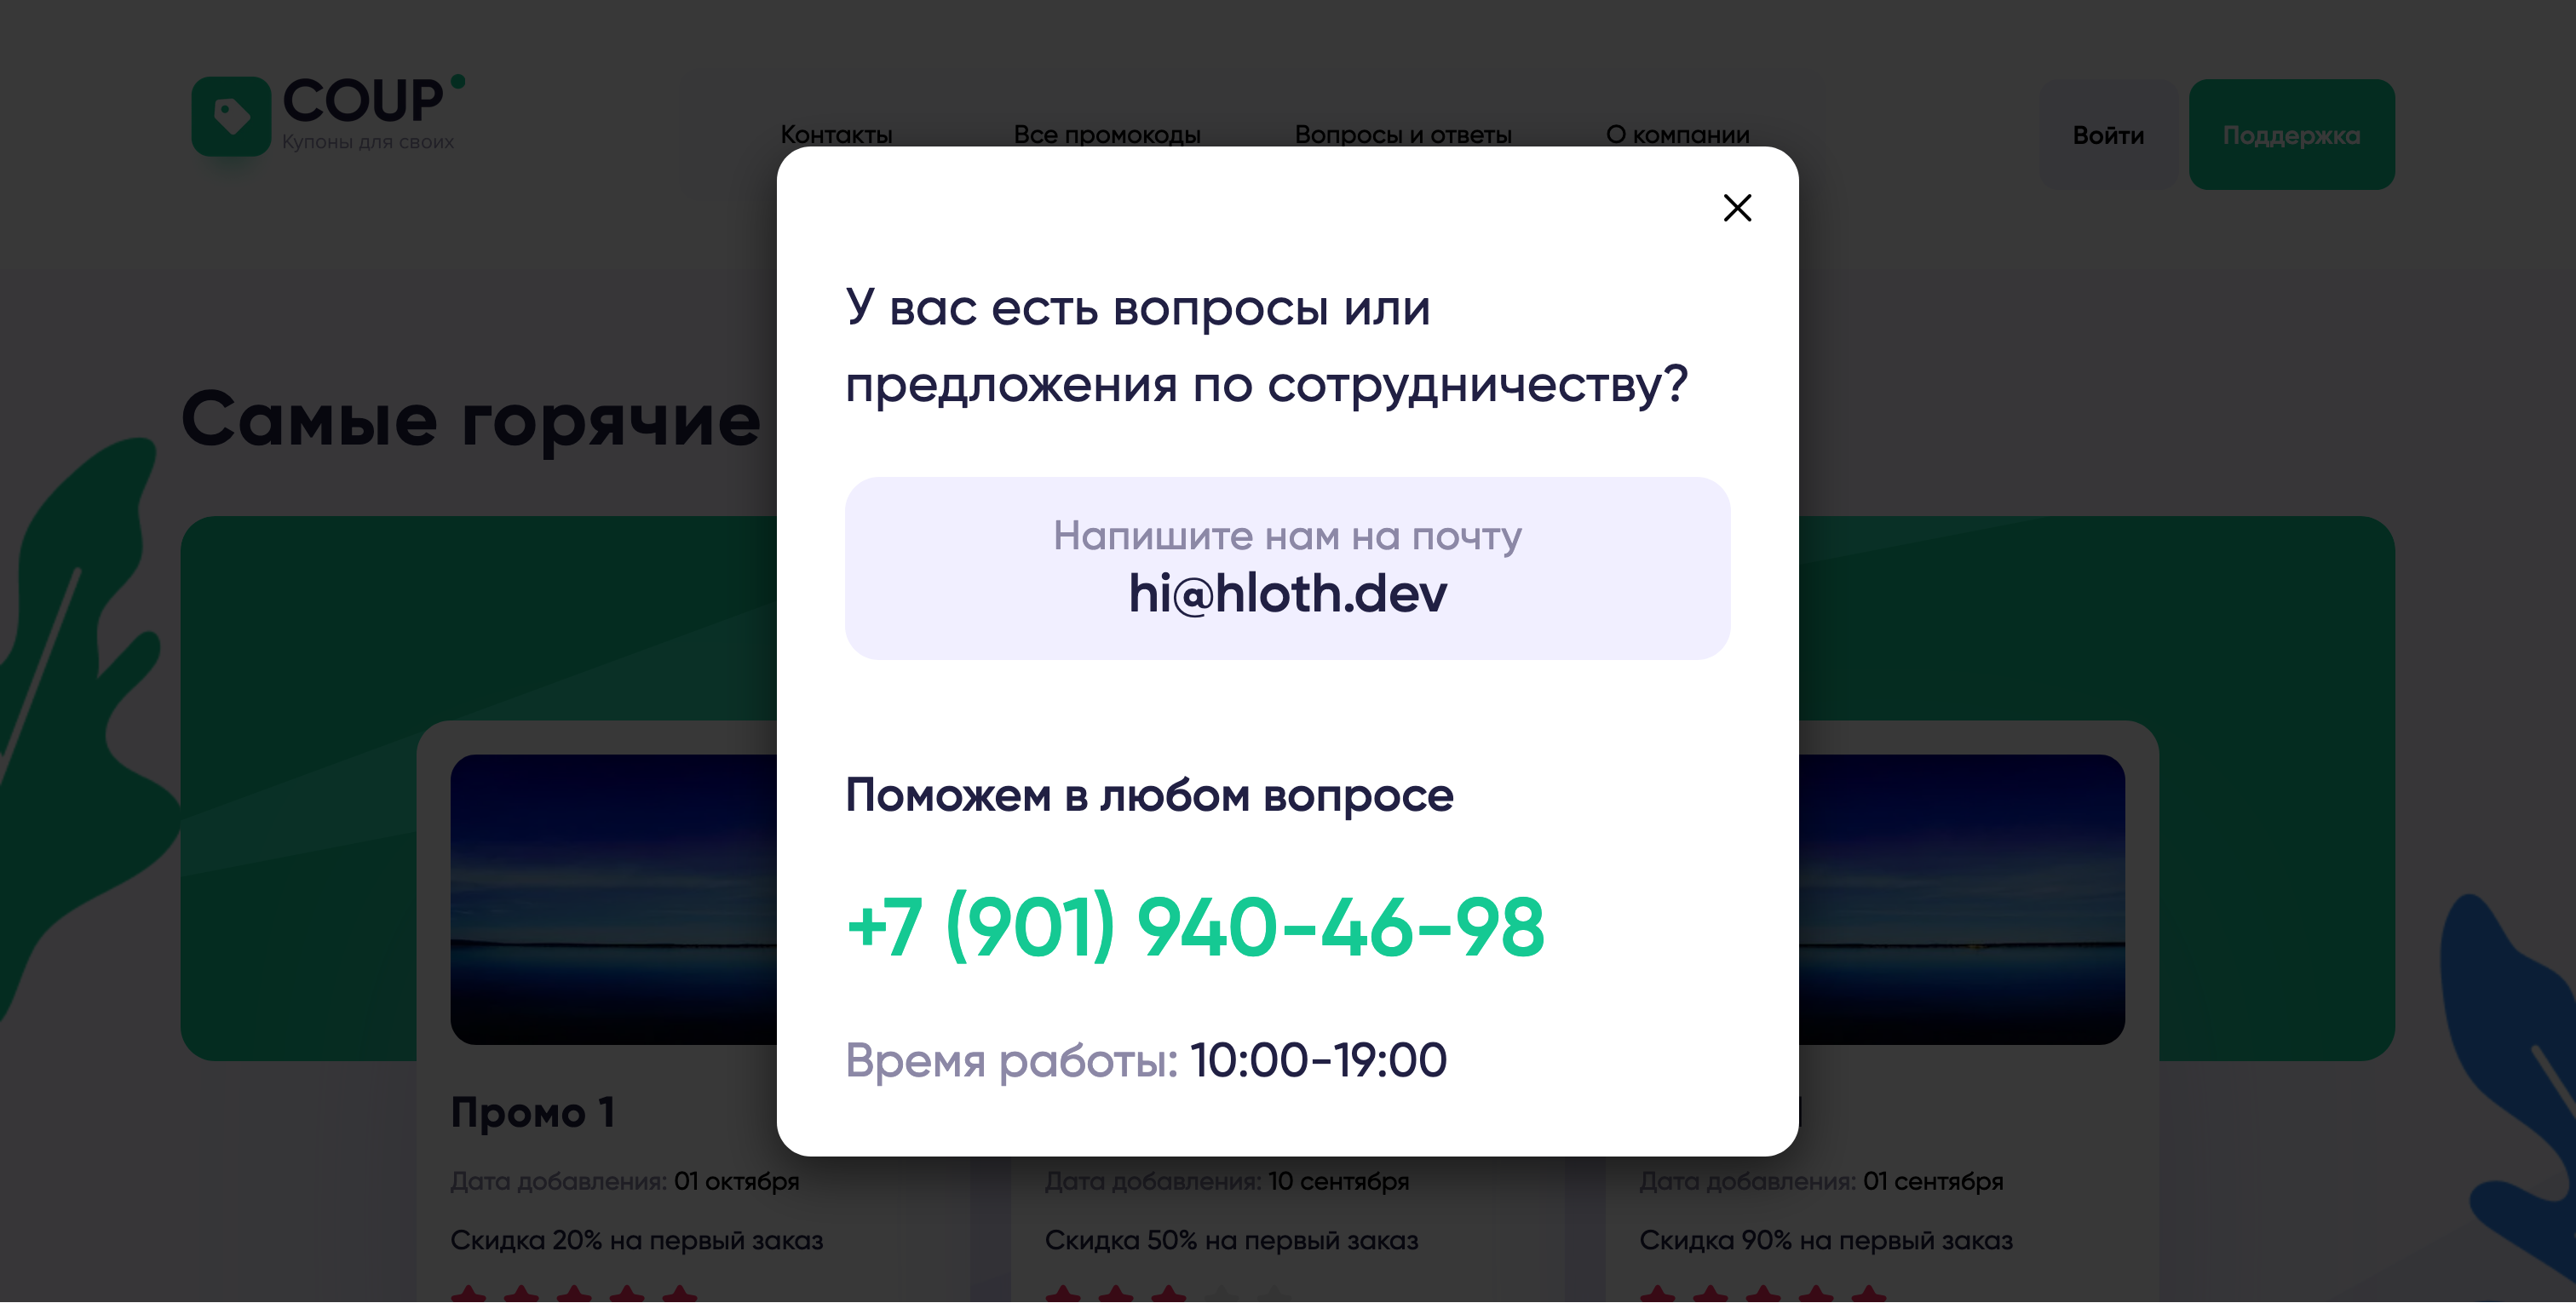 COUP
Купоны для своих
Контакты
Все промокоды
Вопросы и ответы
О компании
Войти
Поддержка
Самые горячие
У вас есть вопросы или
предложения по сотрудничеству?
Напишите нам на почту
hi@hloth.dev
Поможем в любом вопросе
+7 (901) 940-46-98
Время работы: 10:00-19:00
Промо 1
Дата добавления: 01 октября
Скидка 20% на первый заказ
Дата добавления: 10 сентября
Скидка 50% на первый заказ
Дата добавления: 01 сентября
Скидка 90% на первый заказ